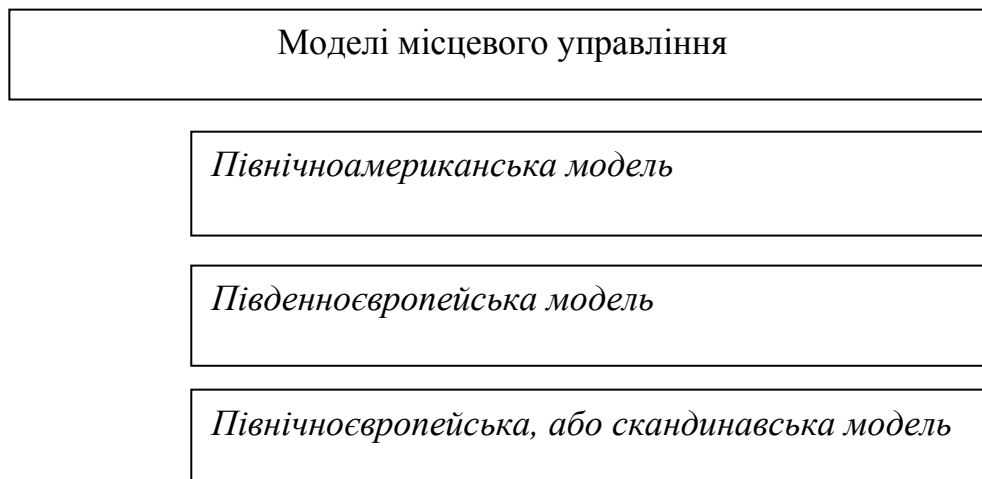 Моделі місцевого управління
Північноамериканська модель
Південноєвропейська модель
Північноєвропейська, або скандинавська модель